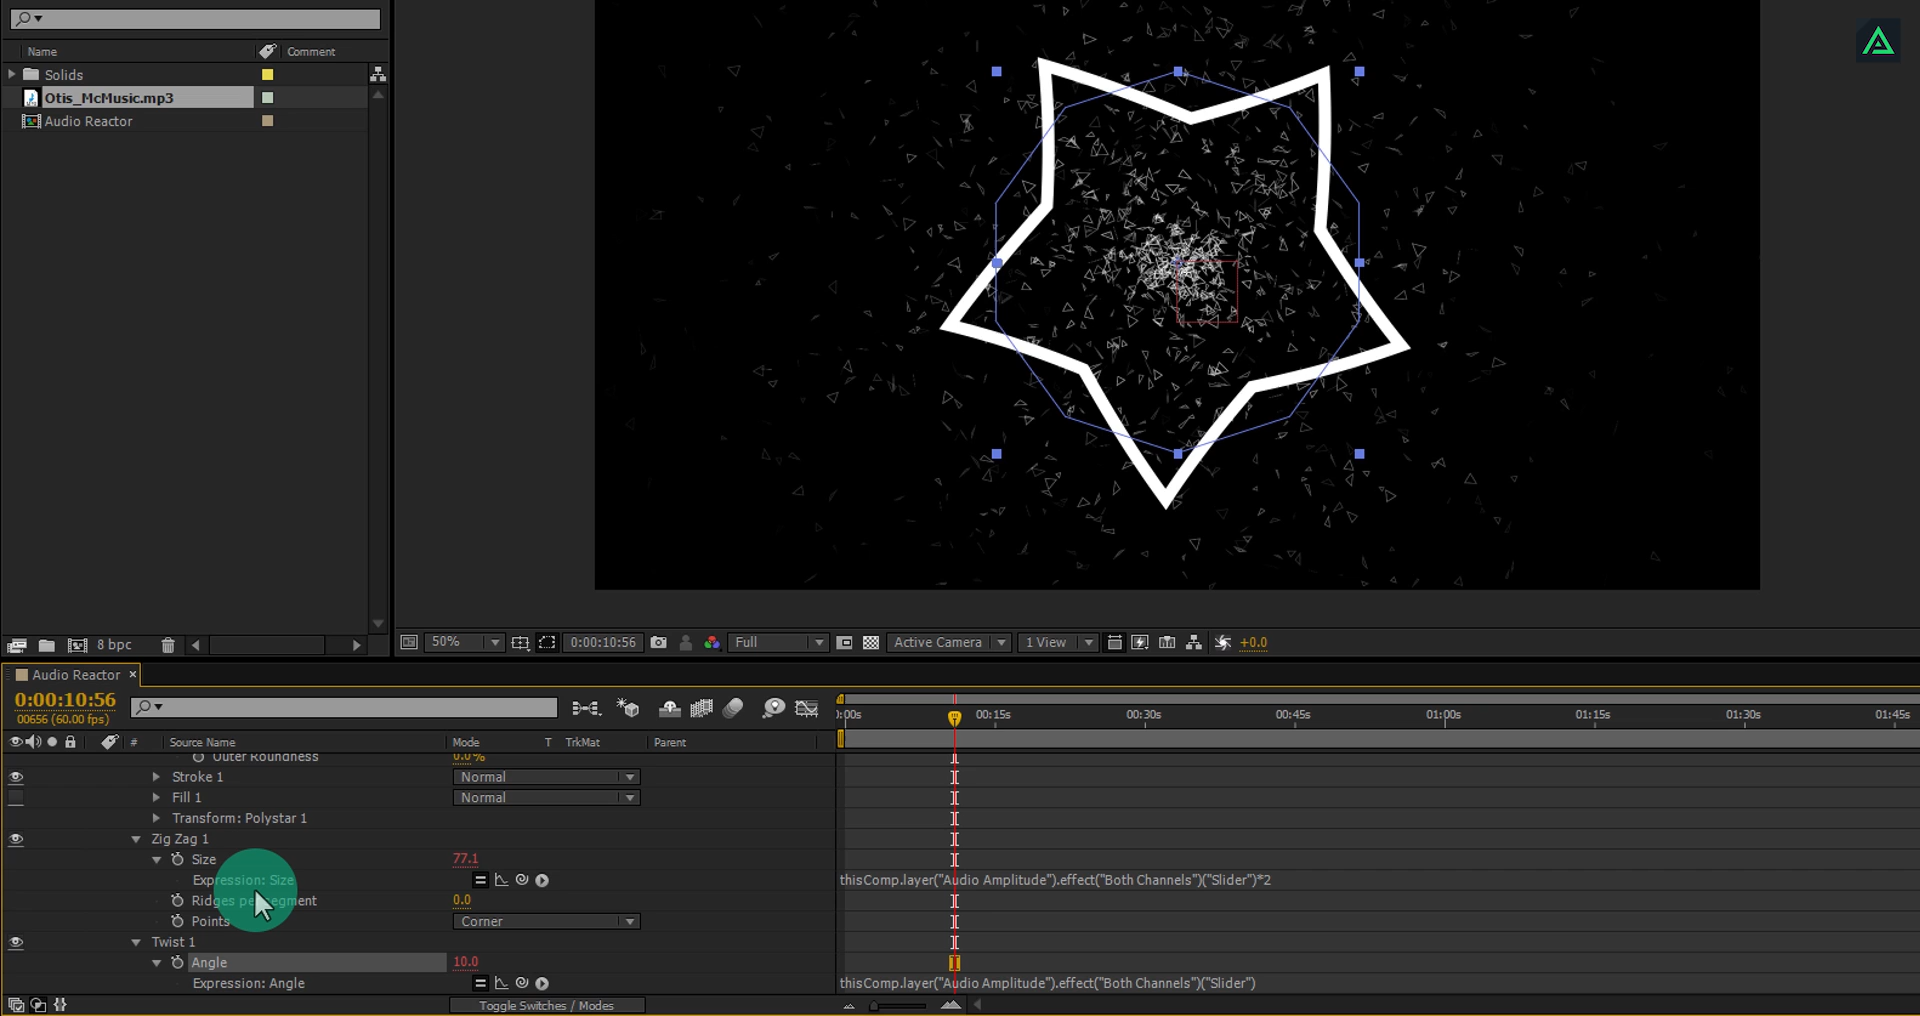 Name Comment
Solids
Otis_McMusic.mp3
Audio Reactor
8 bpc
50% 0:00:10:56 Full Active Camera 1 View +0.0
Audio Reactor ×
0:00:10:56
00656 (60.00 fps)
):00s 00:15s 00:30s 00:45s 01:00s 01:15s 01:30s 01:45s
# Source Name Mode T TrkMat Parent
Outer Roundness 0.0%
Stroke 1 Normal
Fill 1 Normal
Transform: Polystar 1
Zig Zag 1
Size 77.1
Expression: Size thisComp.layer("Audio Amplitude").effect("Both Channels")("Slider")*2
Ridges per segment 0.0
Points Corner
Twist 1
Angle 10.0
Expression: Angle thisComp.layer("Audio Amplitude").effect("Both Channels")("Slider")
Toggle Switches / Modes